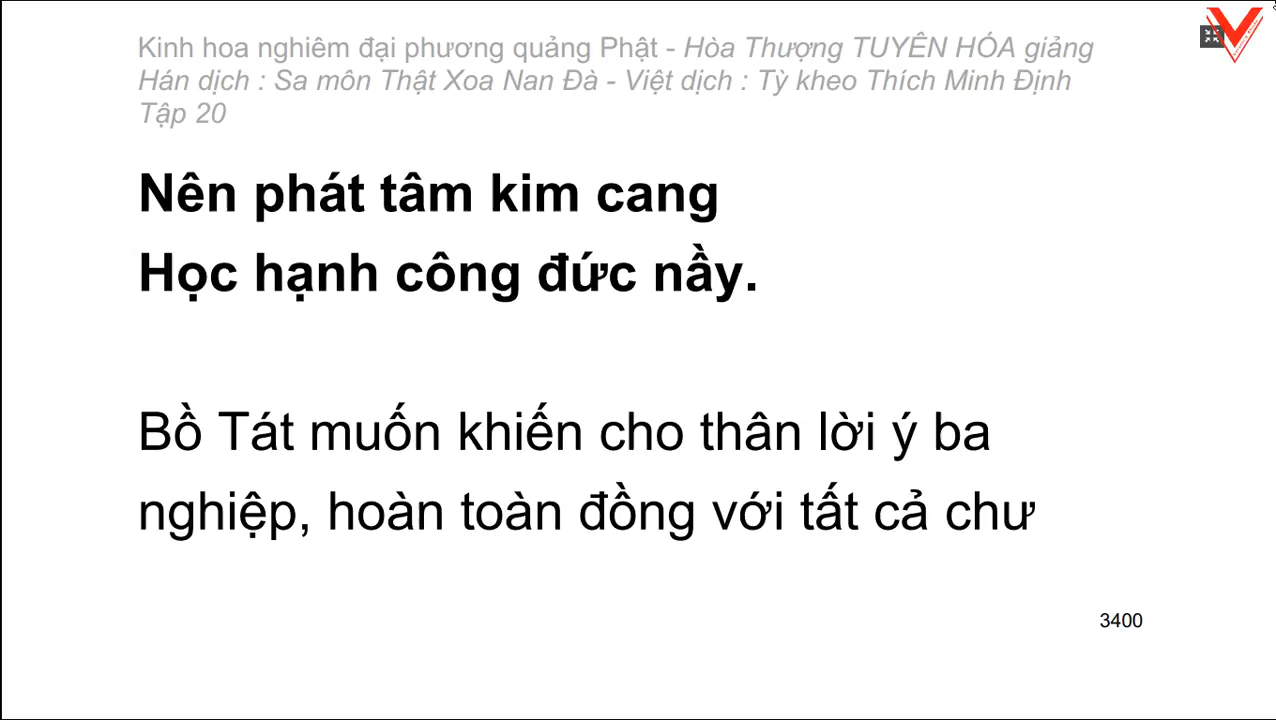 Kinh hoa nghiêm đại phương quảng Phật - Hòa Thượng TUYÊN HÓA giảng
Hán dịch : Sa môn Thật Xoa Nan Đà - Việt dịch : Tỳ kheo Thích Minh Định
Tập 20
Nên phát tâm kim cang
Học hạnh công đức nầy.
Bồ Tát muốn khiến cho thân lời ý ba
nghiệp, hoàn toàn đồng với tất cả chư
3400